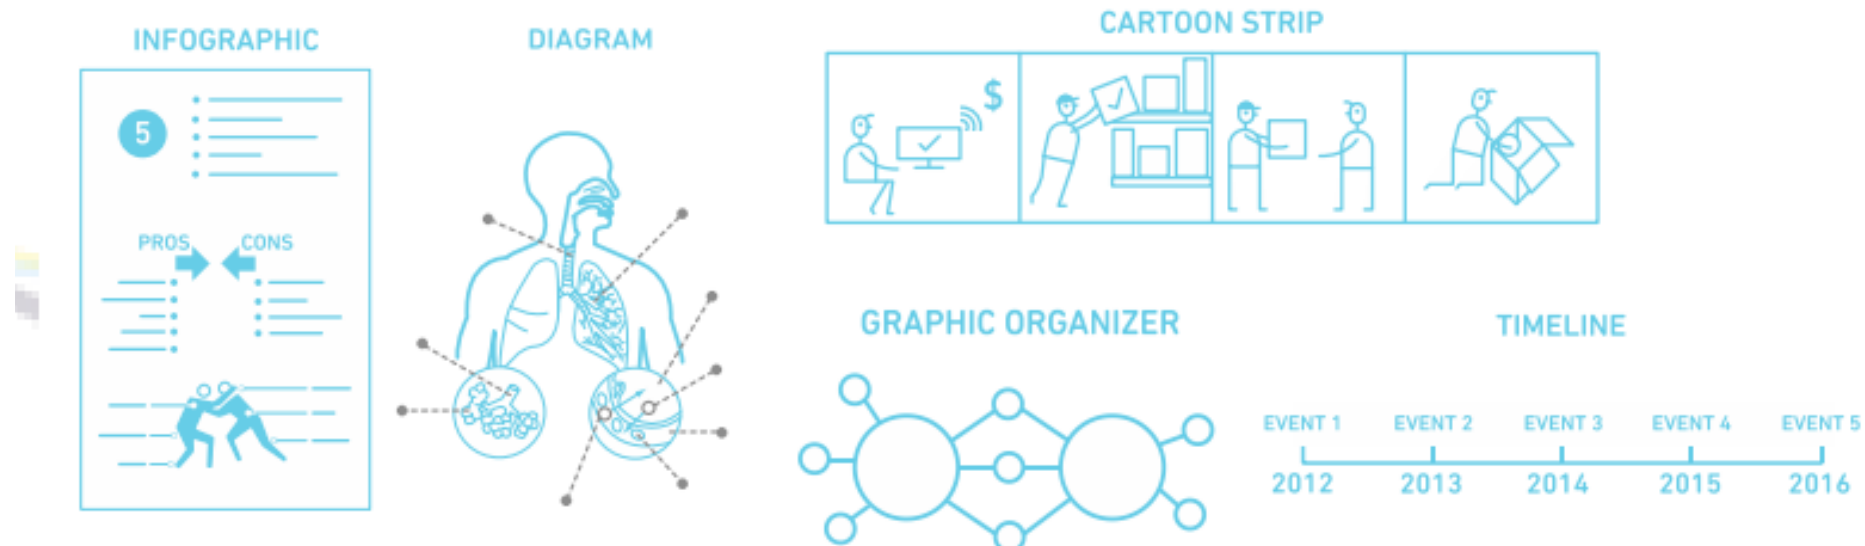 INFOGRAPHIC
5
PROS CONS
DIAGRAM
CARTOON STRIP
$
GRAPHIC ORGANIZER
TIMELINE
EVENT 1 EVENT 2 EVENT 3 EVENT 4 EVENT 5
2012 2013 2014 2015 2016